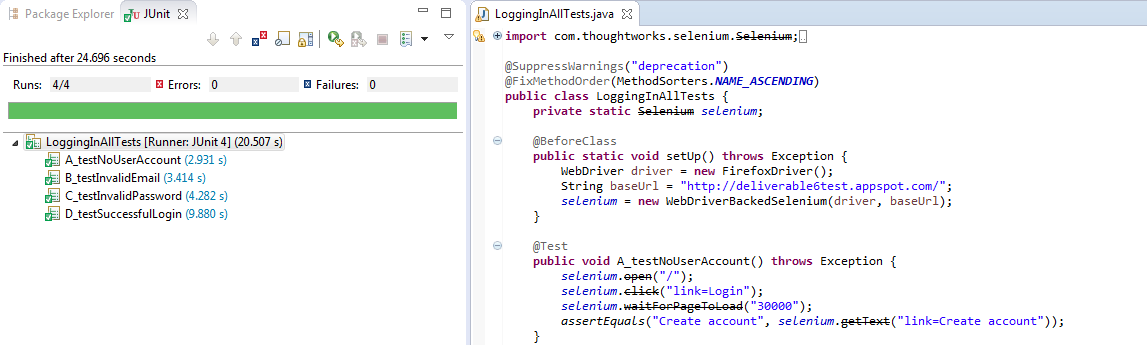 Package Explorer JUnit
Finished after 24.696 seconds
Runs: 4/4 Errors: 0 Failures: 0
LoggingInAllTests [Runner: JUnit 4] (20.507 s)
A_testNoUserAccount (2.931 s)
B_testInvalidEmail (3.414 s)
C_testInvalidPassword (4.282 s)
D_testSuccessfulLogin (9.880 s)
LoggingInAllTests.java
import com.thoughtworks.selenium.Selenium;
@SuppressWarnings("deprecation")
@FixMethodOrder(MethodSorters.NAME_ASCENDING)
public class LoggingInAllTests {
private static Selenium selenium;
@BeforeClass
public static void setUp() throws Exception {
WebDriver driver = new FirefoxDriver();
String baseUrl = "http://deliverable6test.appspot.com/";
selenium = new WebDriverBackedSelenium(driver, baseUrl);
}
@Test
public void A_testNoUserAccount() throws Exception {
selenium.open("/");
selenium.click("link=Login");
selenium.waitForPageToLoad("30000");
assertEquals("Create account", selenium.getText("link=Create account"));
}